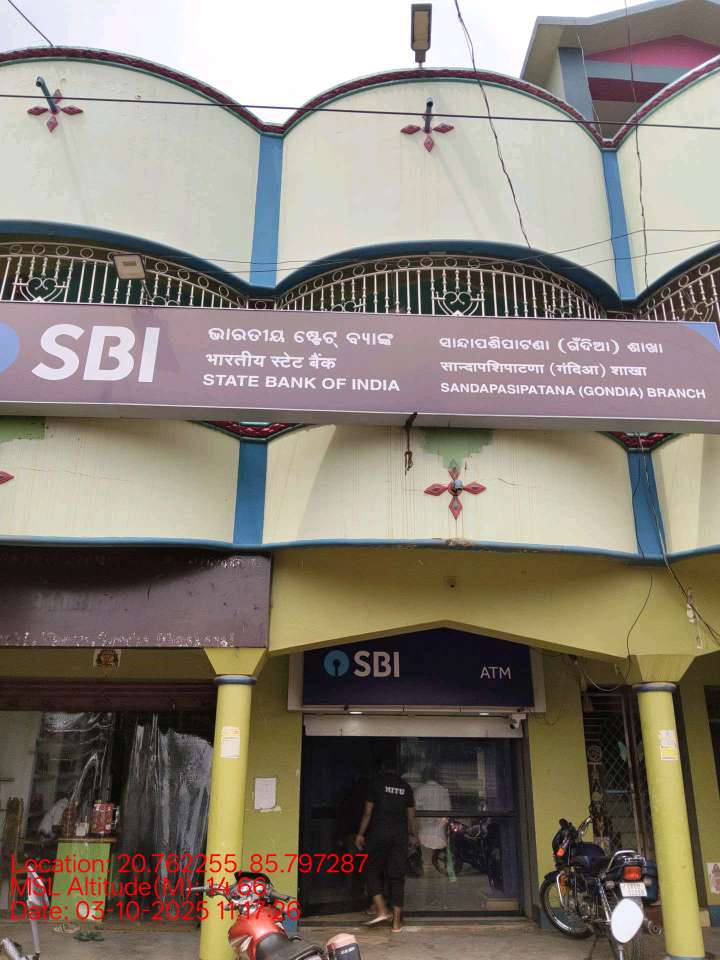 SBI
ଭାରତୀୟ ଷ୍ଟେଟ୍ ବ୍ୟାଙ୍କ
भारतीय स्टेट बैंक
STATE BANK OF INDIA
ସାନ୍ଦାପଶିପାଟଣା (ଗଁଦିଆ) ଶାଖା
सान्दापशिपाटणा (गंदिआ) शाखा
SANDAPASIPATANA (GONDIA) BRANCH
SBI
ATM
NITU
Location: 20.762255, 85.797287
MSL Altitude(M): 14.66
Date: 03-10-2025 11:17:26